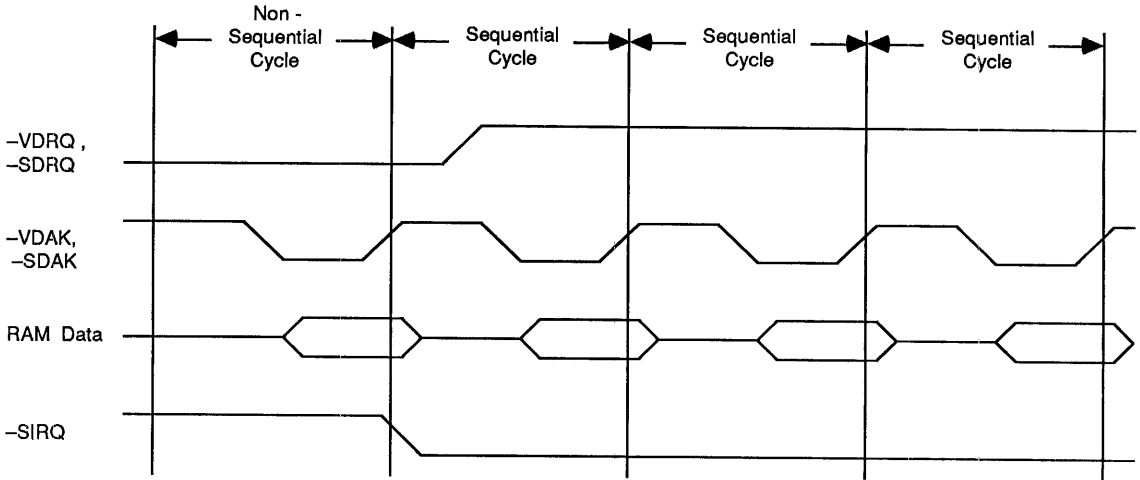 Non -
Sequential
Cycle
Sequential
Cycle
Sequential
Cycle
Sequential
Cycle
–VDRQ ,
–SDRQ
–VDAK,
–SDAK
RAM Data
–SIRQ